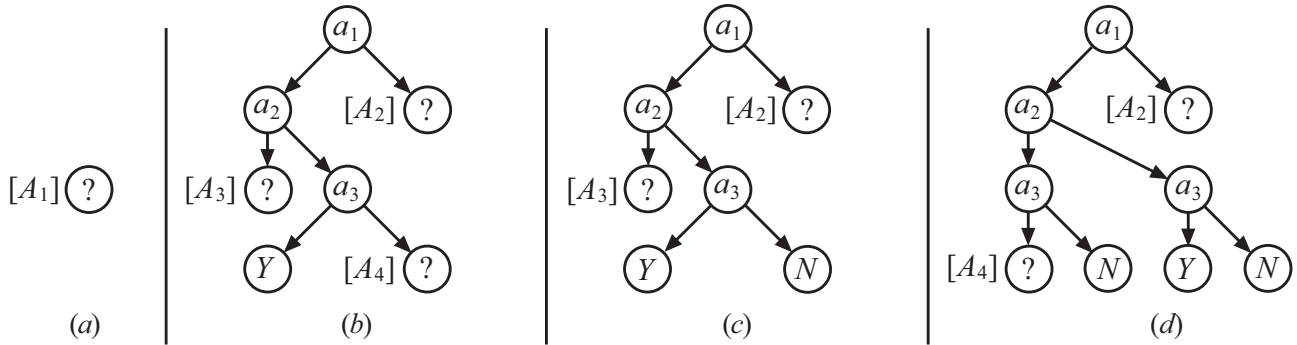 a₁ a₁ a₁
a₂ [A₂] ? a₂ [A₂] ? a₂ [A₂] ?
[A₁] ? [A₃] ? a₃ [A₃] ? a₃ a₃ a₃
Y [A₄] ? Y N [A₄] ? N Y N
(a) (b) (c) (d)